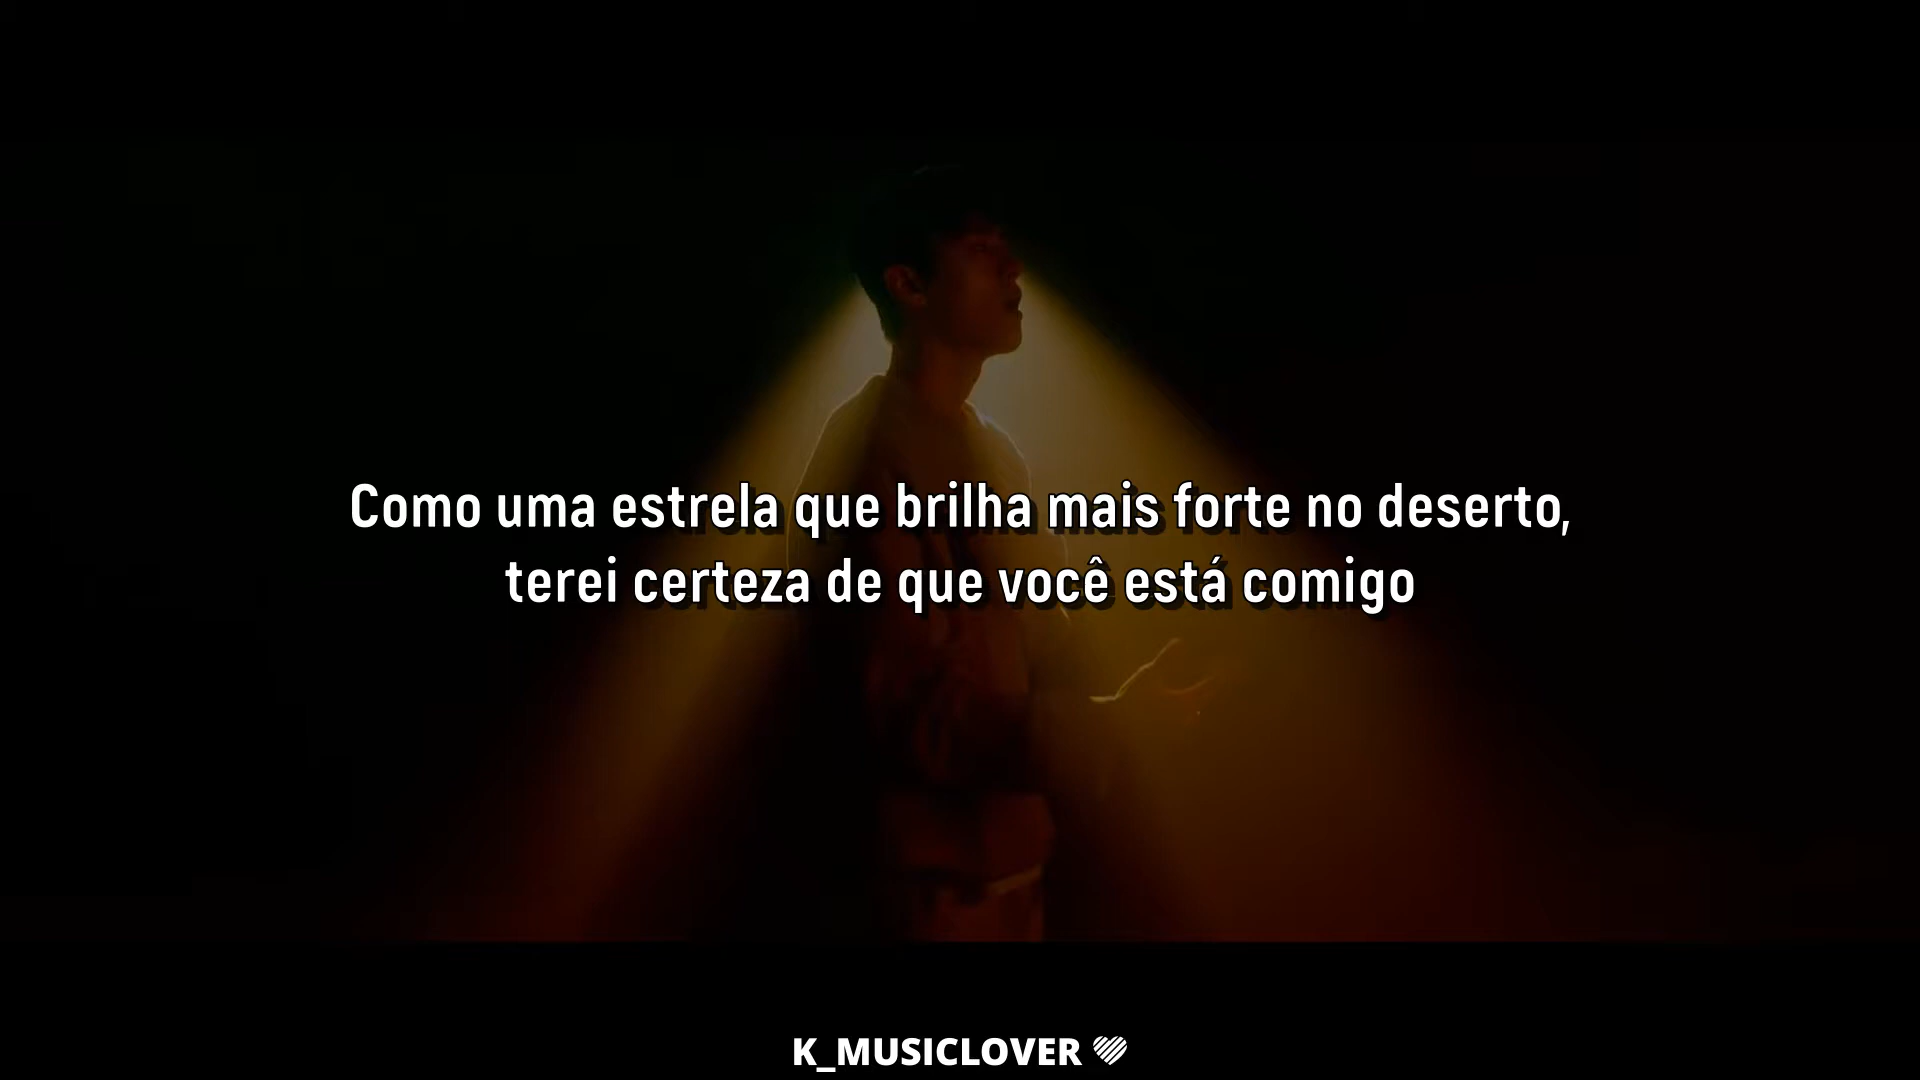 Como uma estrela que brilha mais forte no deserto,
terei certeza de que você está comigo
K_MUSICLOVER